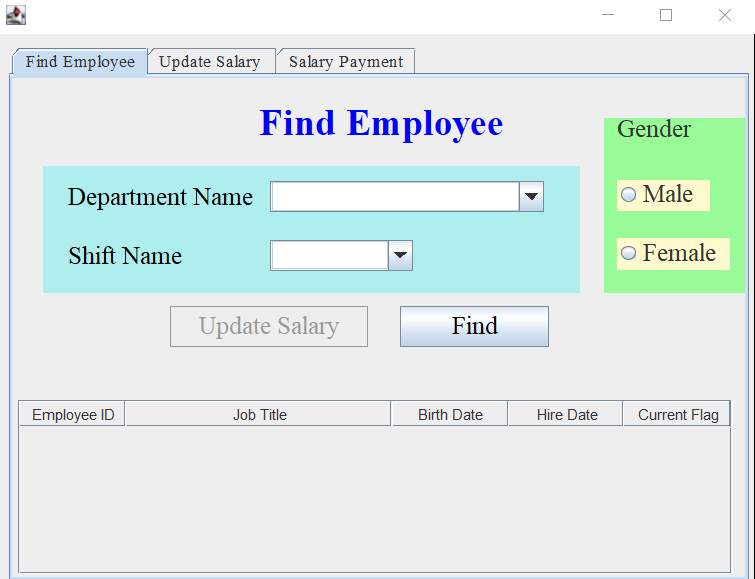 Find Employee Update Salary Salary Payment
Find Employee
Gender
Department Name
Male
Shift Name
Female
Update Salary Find
Employee ID Job Title Birth Date Hire Date Current Flag